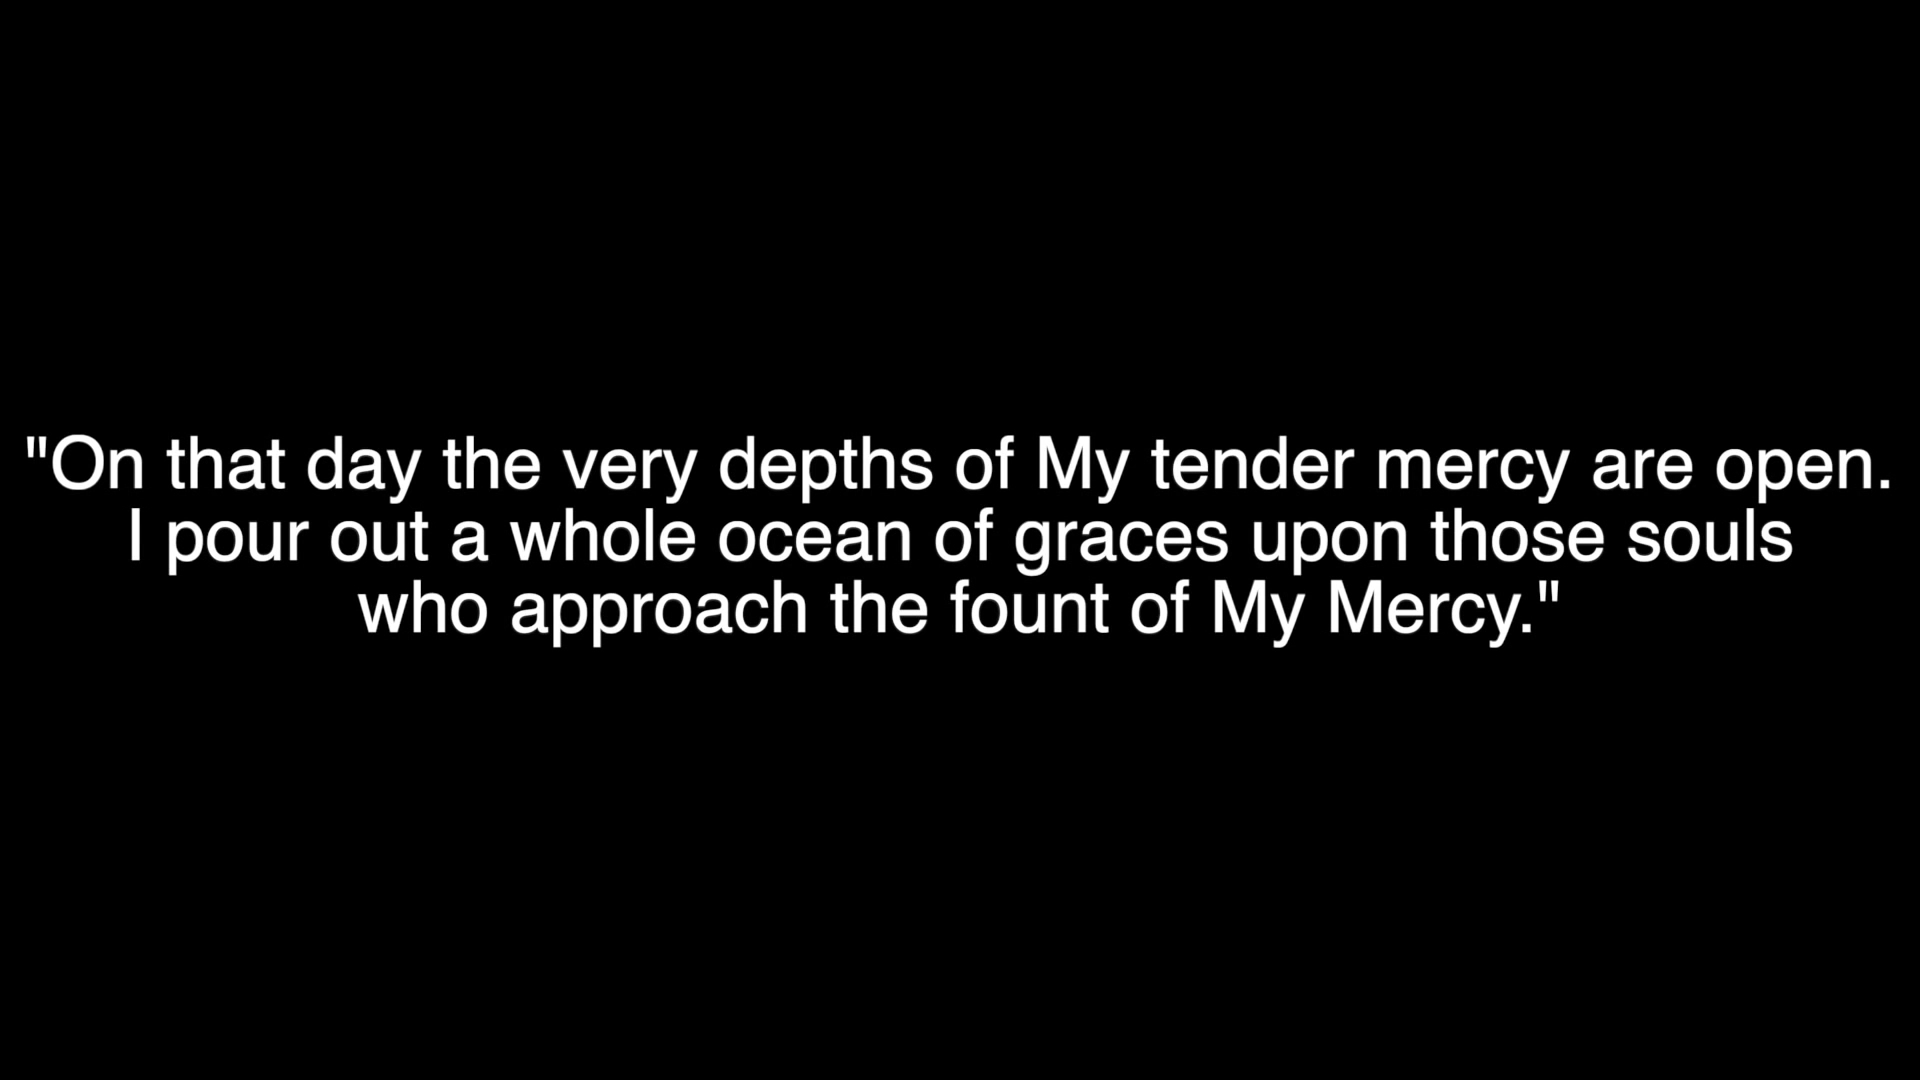 "On that day the very depths of My tender mercy are open.
I pour out a whole ocean of graces upon those souls
who approach the fount of My Mercy."